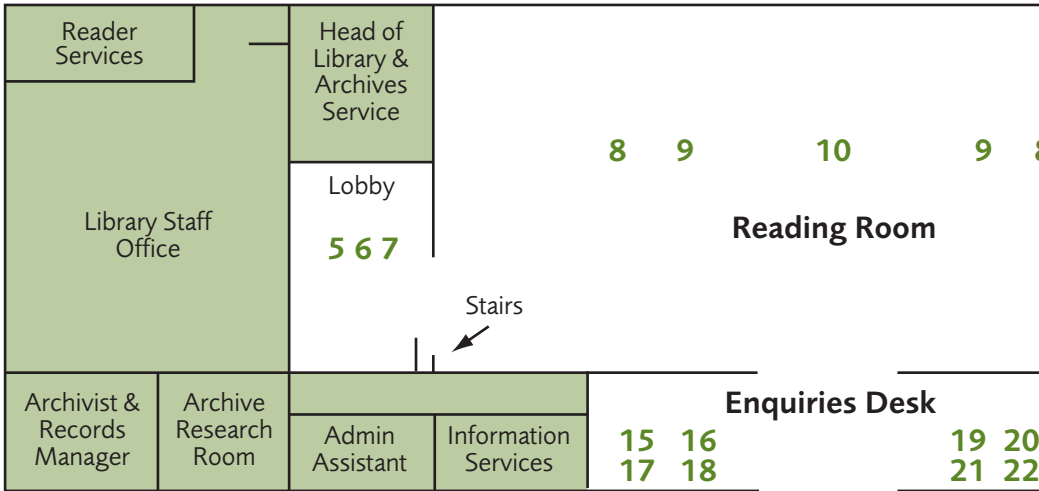 Reader
Services
Head of
Library &
Archives
Service
8 9 10 9 8
Lobby
Library Staff
Office
Reading Room
5 6 7
Stairs
Archivist &
Records
Manager
Archive
Research
Room
Admin
Assistant
Information
Services
Enquiries Desk
15 16 19 20
17 18 21 22